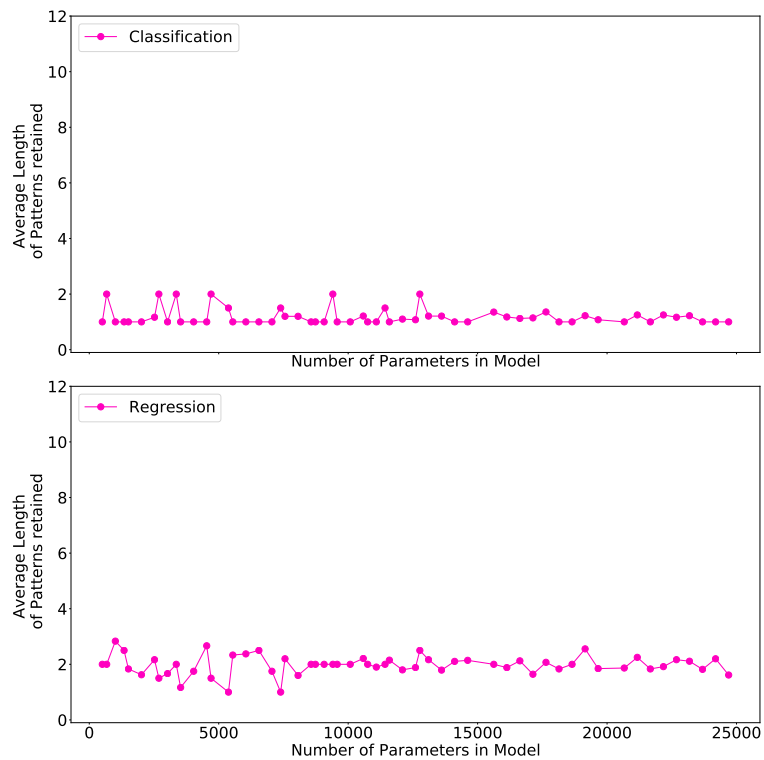 12
Classification
10
8
6
4
2
0
Average Length
of Patterns retained
Number of Parameters in Model
12
Regression
10
8
6
4
2
0
Average Length
of Patterns retained
0 5000 10000 15000 20000 25000
Number of Parameters in Model